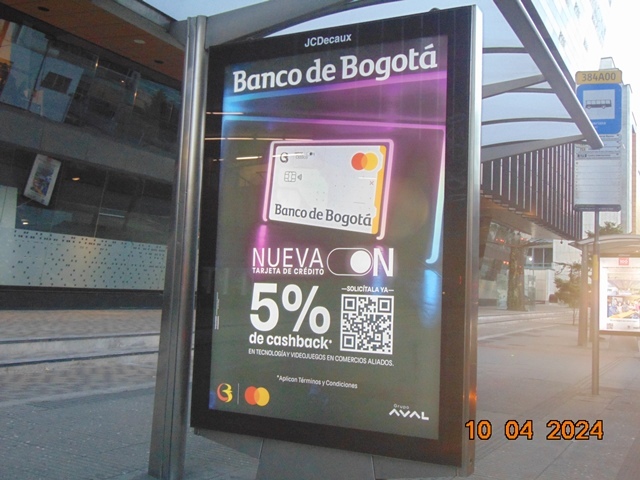 JCDecaux
Banco de Bogotá
Banco de Bogotá
NUEVA ON
TARJETA DE CRÉDITO
5%
de cashback*
SOLICÍTALA YA
EN TECNOLOGÍA Y VIDEOJUEGOS EN COMERCIOS ALIADOS.
*Aplican Términos y Condiciones
Grupo
AVAL
384A00
10 04 2024